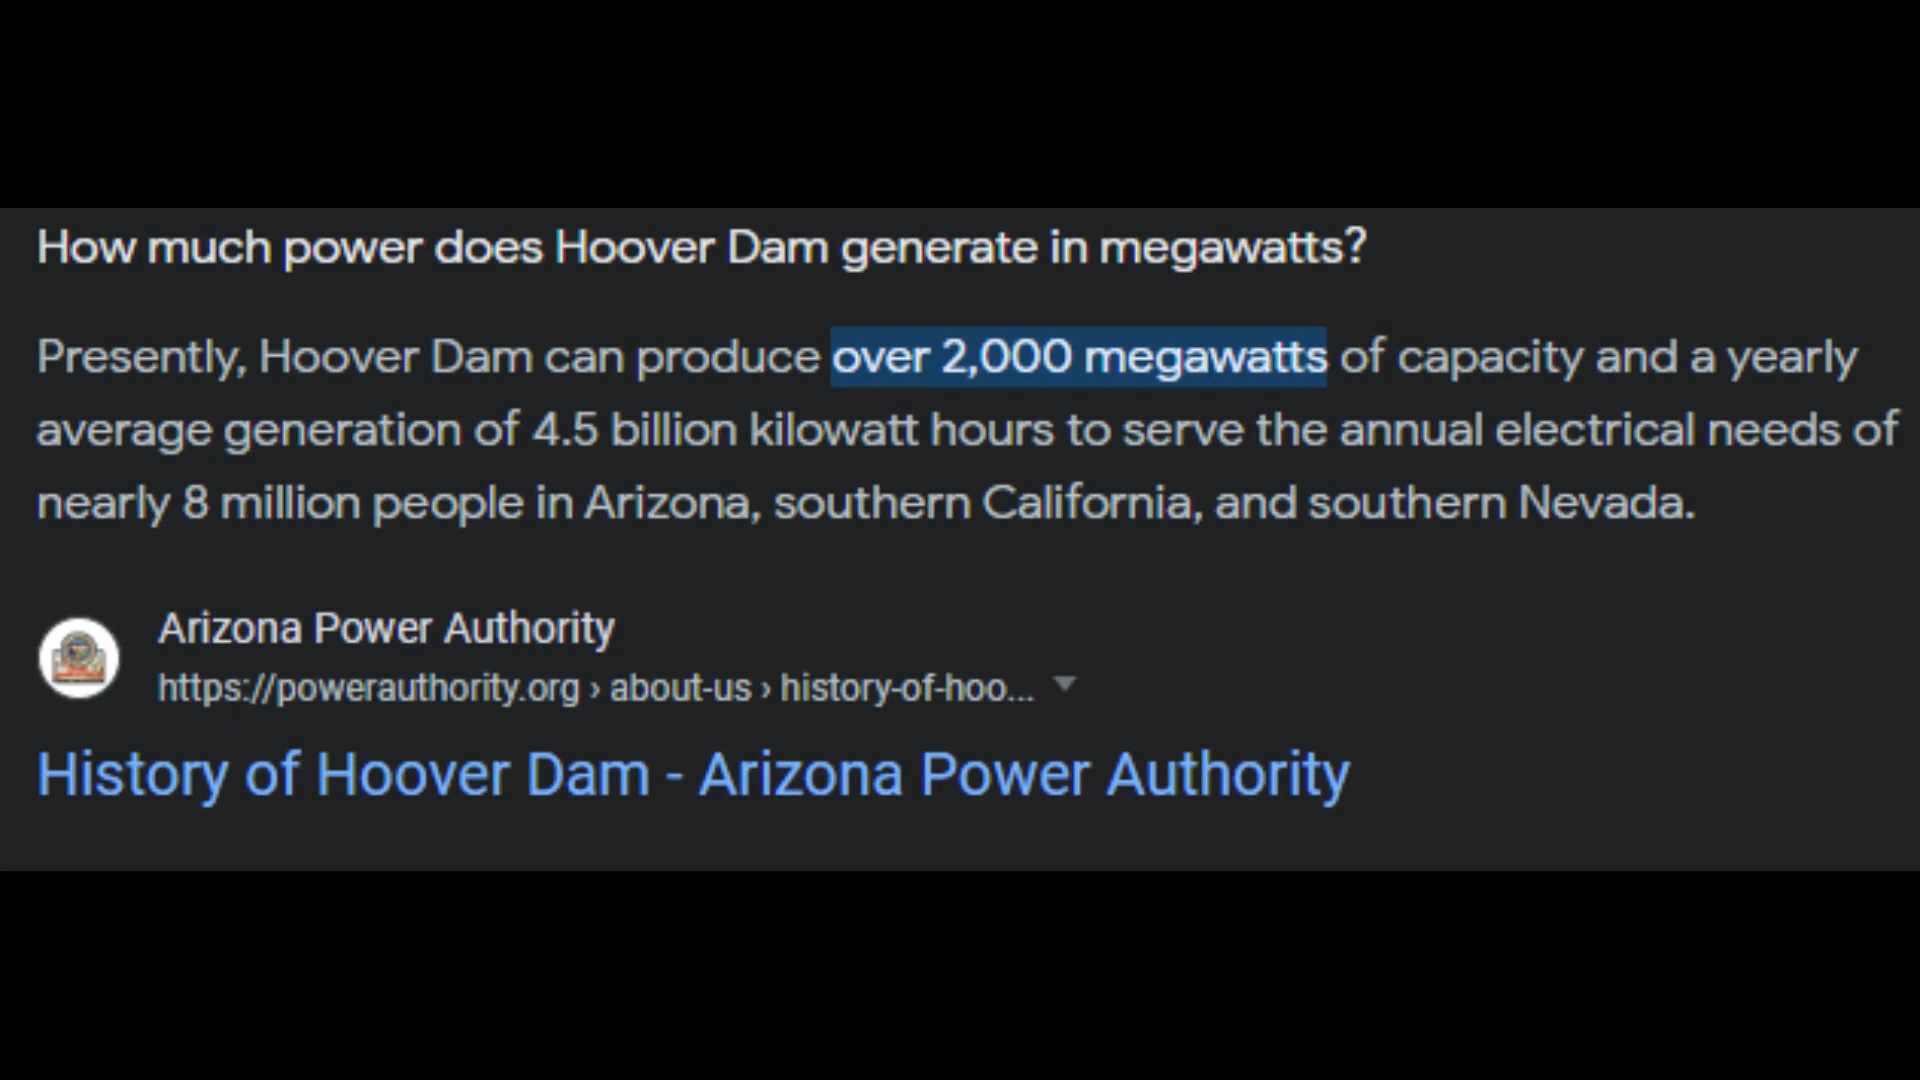 How much power does Hoover Dam generate in megawatts?
Presently, Hoover Dam can produce over 2,000 megawatts of capacity and a yearly
average generation of 4.5 billion kilowatt hours to serve the annual electrical needs of
nearly 8 million people in Arizona, southern California, and southern Nevada.
Arizona Power Authority
https://powerauthority.org › about-us › history-of-hoo...
History of Hoover Dam - Arizona Power Authority